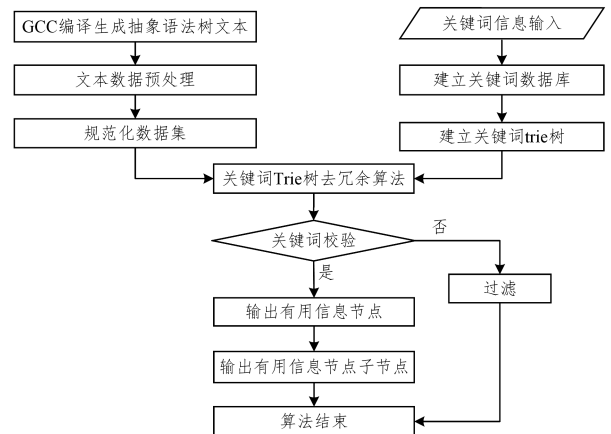 GCC编译生成抽象语法树文本
关键词信息输入
文本数据预处理
建立关键词数据库
规范化数据集
建立关键词trie树
关键词Trie树去冗余算法
关键词校验
否
是
过滤
输出有用信息节点
输出有用信息节点子节点
算法结束